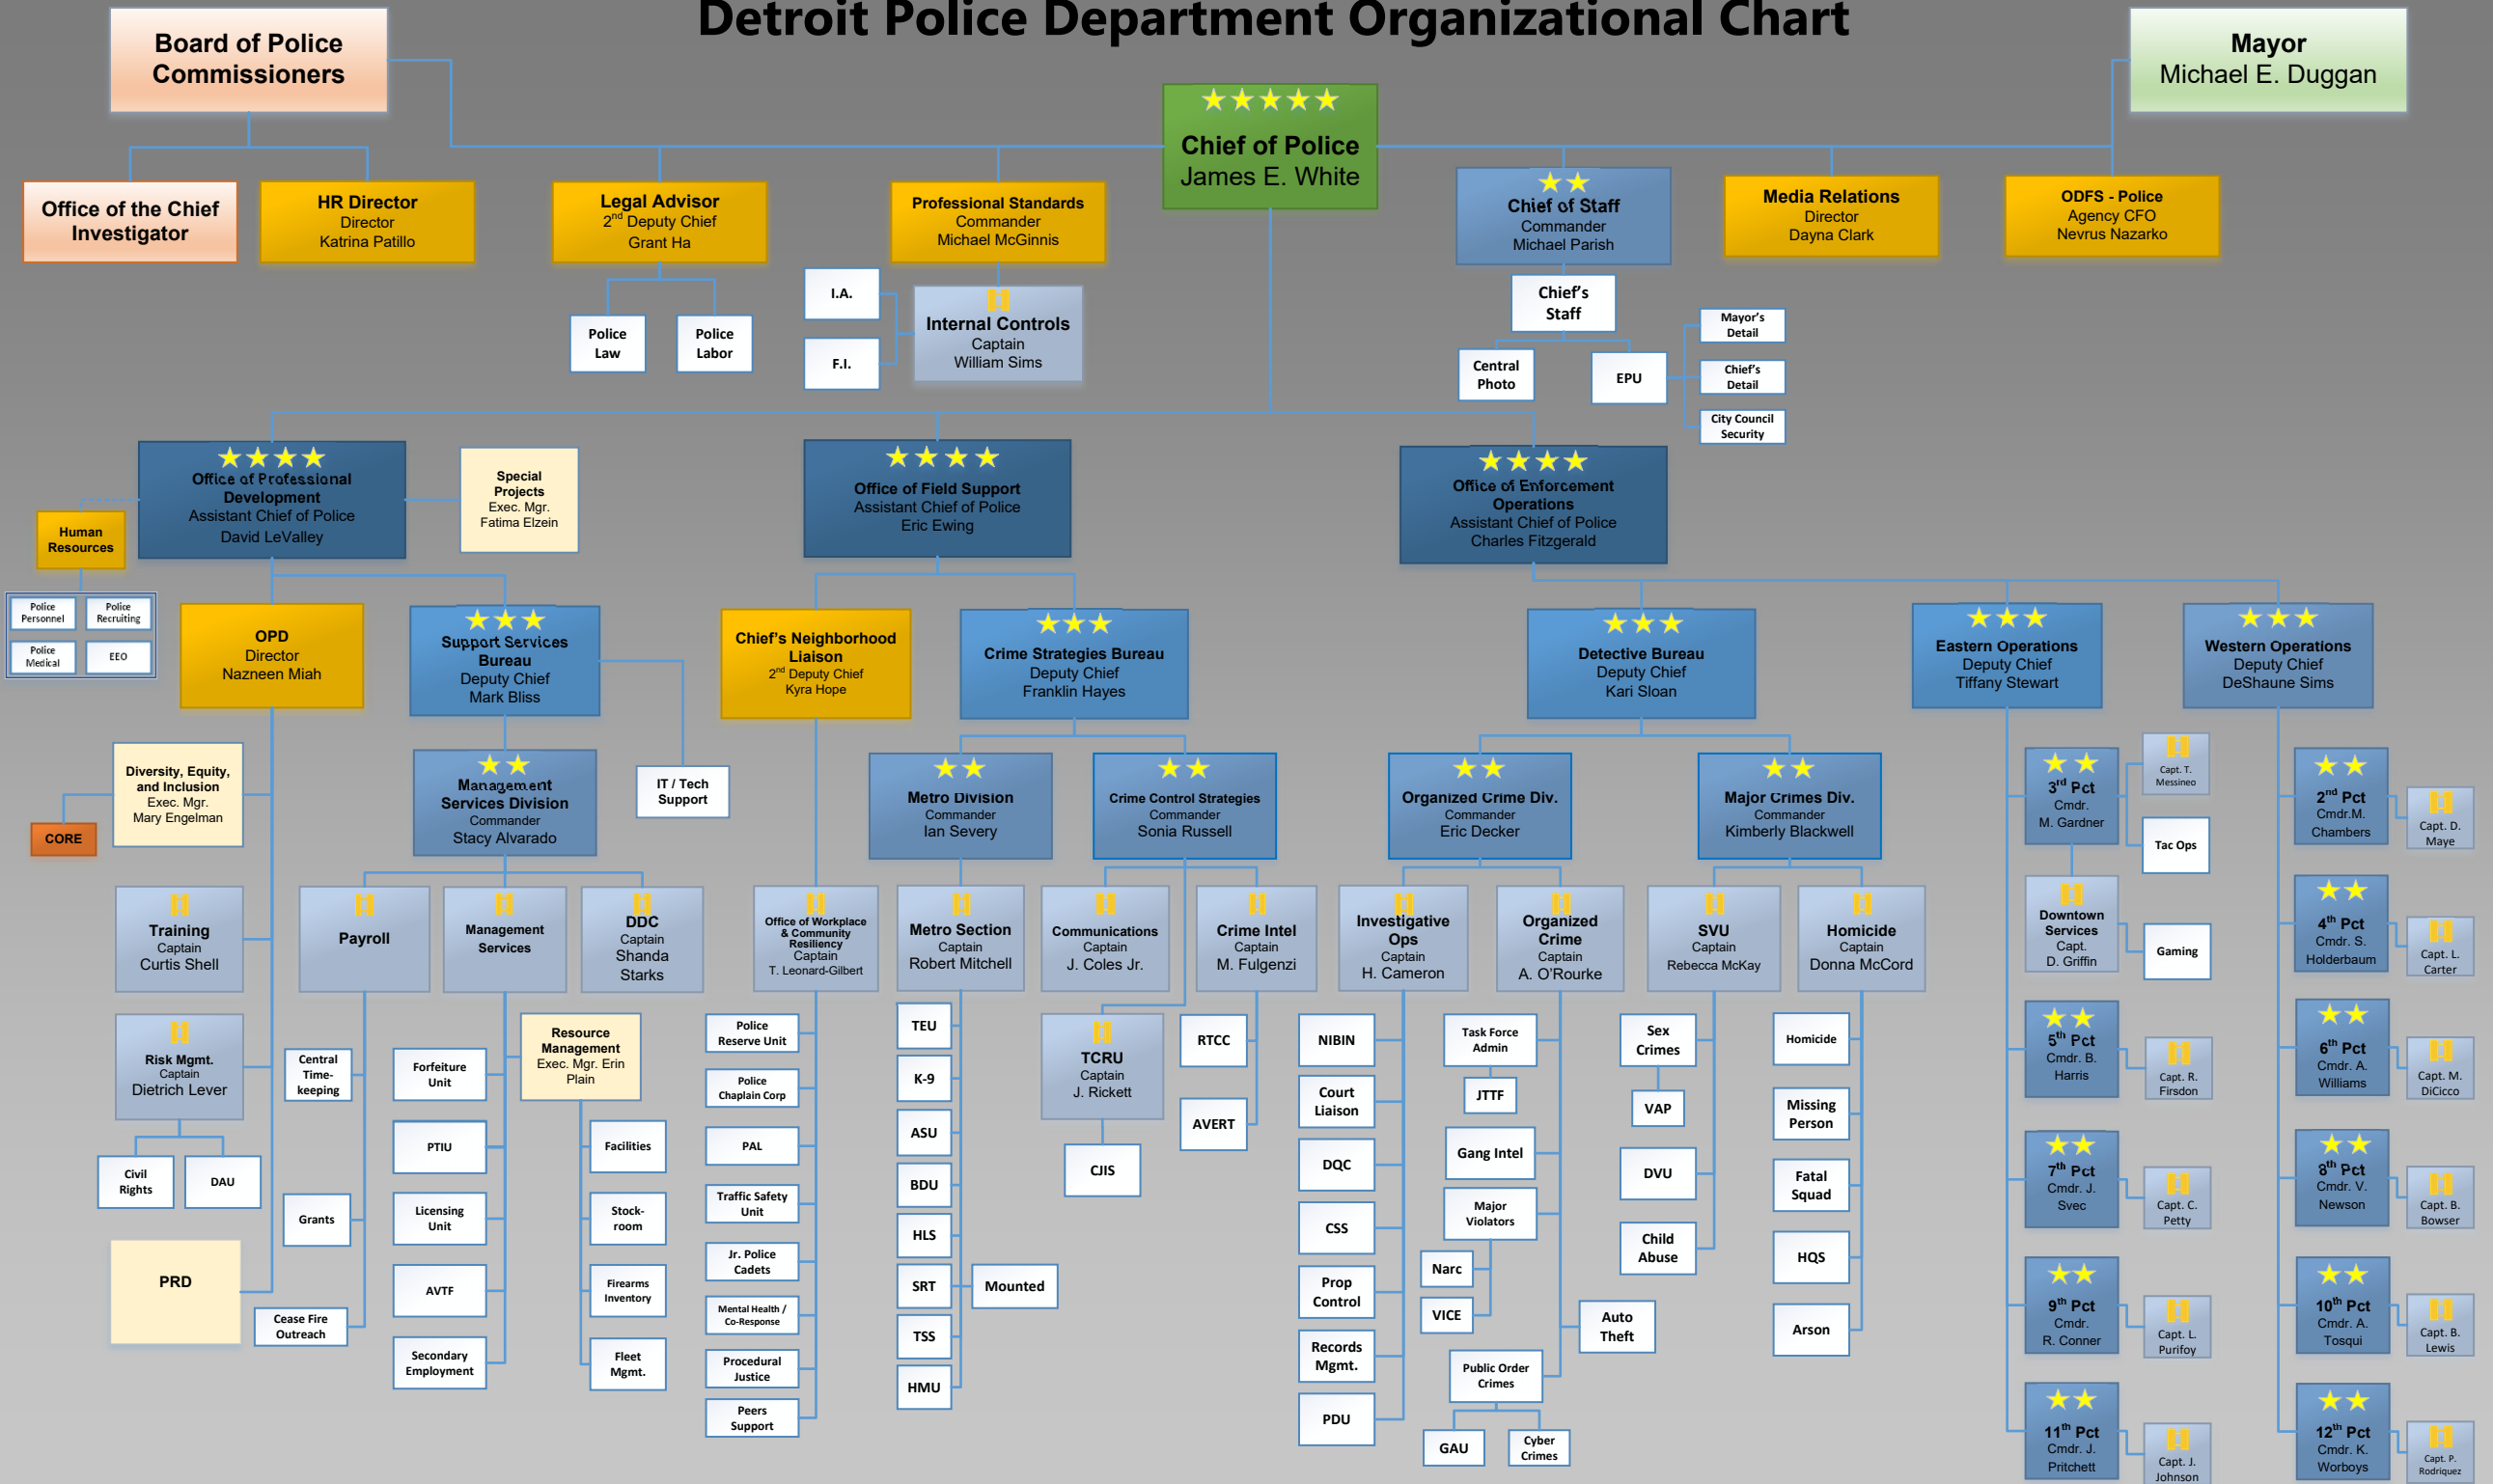 Detroit Police Department Organizational Chart
Board of Police
Commissioners
Mayor
Michael E. Duggan
Chief of Police
James E. White
Office of the Chief
Investigator
HR Director
Director
Katrina Patillo
Legal Advisor
2nd Deputy Chief
Grant Ha
Professional Standards
Commander
Michael McGinnis
Chief of Staff
Commander
Michael Parish
Media Relations
Director
Dayna Clark
ODFS - Police
Agency CFO
Nevrus Nazarko
Police
Law
Police
Labor
I.A.
F.I.
Internal Controls
Captain
William Sims
Chief's
Staff
Central
Photo
EPU
Mayor's
Detail
Chief's
Detail
City Council
Security
Office of Professional
Development
Assistant Chief of Police
David LeValley
Special
Projects
Exec. Mgr.
Fatima Elzein
Office of Field Support
Assistant Chief of Police
Eric Ewing
Office of Enforcement
Operations
Assistant Chief of Police
Charles Fitzgerald
Human
Resources
Police
Personnel
Police
Recruiting
Police
Medical
EEO
OPD
Director
Nazneen Miah
Support Services
Bureau
Deputy Chief
Mark Bliss
Chief's Neighborhood
Liaison
2nd Deputy Chief
Kyra Hope
Crime Strategies Bureau
Deputy Chief
Franklin Hayes
Detective Bureau
Deputy Chief
Kari Sloan
Eastern Operations
Deputy Chief
Tiffany Stewart
Western Operations
Deputy Chief
DeShaune Sims
Diversity, Equity,
and Inclusion
Exec. Mgr.
Mary Engelman
CORE
Management
Services Division
Commander
Stacy Alvarado
IT / Tech
Support
Metro Division
Commander
Ian Severy
Crime Control Strategies
Commander
Sonia Russell
Organized Crime Div.
Commander
Eric Decker
Major Crimes Div.
Commander
Kimberly Blackwell
Training
Captain
Curtis Shell
Payroll
Management
Services
DDC
Captain
Shanda
Starks
Office of Workplace
& Community
Resiliency
Captain
T. Leonard-Gilbert
Metro Section
Captain
Robert Mitchell
Communications
Captain
J. Coles Jr.
Crime Intel
Captain
M. Fulgenzi
Investigative
Ops
Captain
H. Cameron
Organized
Crime
Captain
A. O'Rourke
SVU
Captain
Rebecca McKay
Homicide
Captain
Donna McCord
Risk Mgmt.
Captain
Dietrich Lever
Civil
Rights
DAU
PRD
Central
Time-
keeping
Grants
Cease Fire
Outreach
Forfeiture
Unit
PTIU
Licensing
Unit
AVTF
Secondary
Employment
Resource
Management
Exec. Mgr. Erin
Plain
Facilities
Stock-
room
Firearms
Inventory
Fleet
Mgmt.
Police
Reserve Unit
Police
Chaplain Corp
PAL
Traffic Safety
Unit
Jr. Police
Cadets
Mental Health /
Co-Response
Procedural
Justice
Peers
Support
TEU
K-9
ASU
BDU
HLS
SRT
Mounted
TSS
HMU
TCRU
Captain
J. Rickett
CJIS
RTCC
AVERT
NIBIN
Court
Liaison
DQC
CSS
Prop
Control
Records
Mgmt.
PDU
Task Force
Admin
JTTF
Gang Intel
Major
Violators
Narc
VICE
Auto
Theft
Public Order
Crimes
GAU
Cyber
Crimes
Sex
Crimes
VAP
DVU
Child
Abuse
Homicide
Missing
Person
Fatal
Squad
HQS
Arson
3rd Pct
Cmdr.
M. Gardner
Capt. T.
Messineo
Tac Ops
Downtown
Services
Capt.
D. Griffin
Gaming
5th Pct
Cmdr. B.
Harris
Capt. R.
Firsdon
7th Pct
Cmdr. J.
Svec
Capt. C.
Petty
9th Pct
Cmdr.
R. Conner
Capt. L.
Purifoy
11th Pct
Cmdr. J.
Pritchett
Capt. J.
Johnson
2nd Pct
Cmdr.M.
Chambers
Capt. D.
Maye
4th Pct
Cmdr. S.
Holderbaum
Capt. L.
Carter
6th Pct
Cmdr. A.
Williams
Capt. M.
DiCicco
8th Pct
Cmdr. V.
Newson
Capt. B.
Bowser
10th Pct
Cmdr. A.
Tosqui
Capt. B.
Lewis
12th Pct
Cmdr. K.
Worboys
Capt. P.
Rodriquez